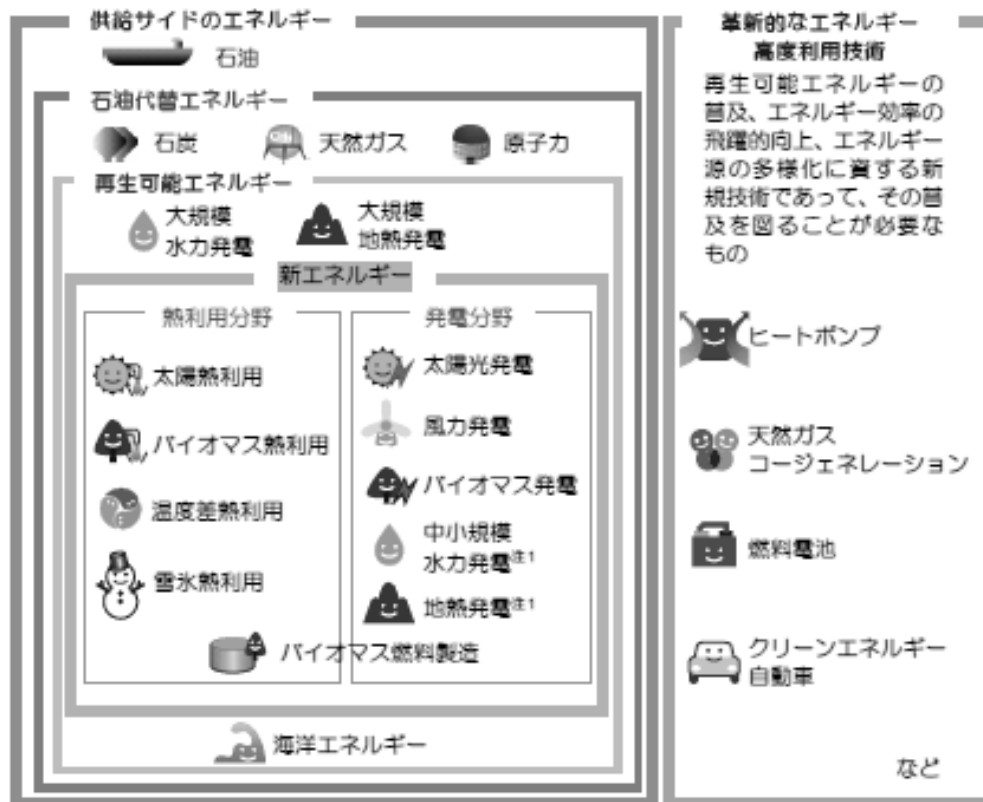 供給サイドのエネルギー
石油
石油代替エネルギー
石炭
天然ガス
原子力
再生可能エネルギー
大規模
水力発電
大規模
地熱発電
新エネルギー
熱利用分野
太陽熱利用
バイオマス熱利用
温度差熱利用
雪氷熱利用
発電分野
太陽光発電
風力発電
バイオマス発電
中小規模
水力発電注1
地熱発電注1
バイオマス燃料製造
海洋エネルギー
革新的なエネルギー
高度利用技術
再生可能エネルギーの
普及、エネルギー効率の
飛躍的向上、エネルギー
源の多様化に資する新
規技術であって、その普
及を図ることが必要な
もの
ヒートポンプ
天然ガス
コージェネレーション
燃料電池
クリーンエネルギー
自動車
など